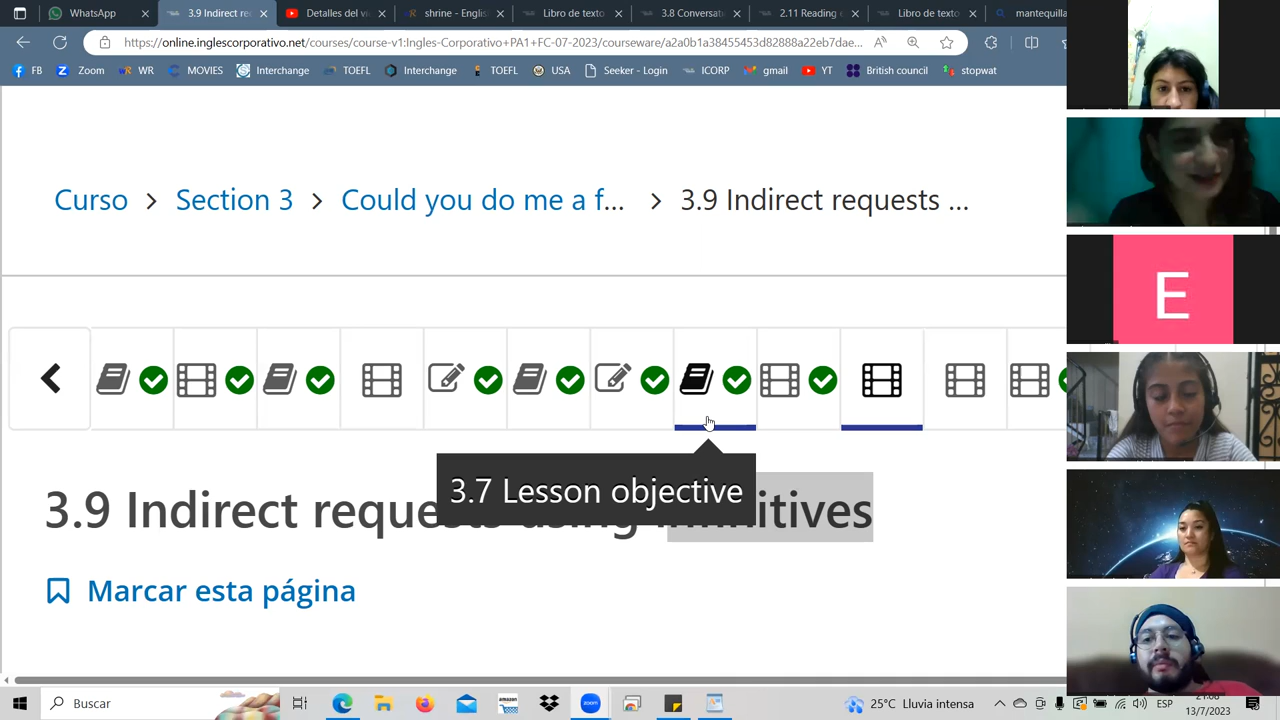 WhatsApp
3.9 Indirect r
Detalles del vi
shrine - Englis
Libro de texto
3.8 Conversat
2.11 Reading e
Libro de texto
mantequilla
https://online.inglescorporativo.net/courses/course-v1:Ingles-Corporativo+PA1+FC-07-2023/courseware/a2a0b1a38455453d82888a22eb7dae...
FB
Zoom
WR
MOVIES
Interchange
TOEFL
Interchange
TOEFL
USA
Seeker - Login
ICORP
gmail
YT
British council
stopwat
Curso > Section 3 > Could you do me a f... > 3.9 Indirect requests ...
3.7 Lesson objective
3.9 Indirect requests using infinitives
Marcar esta página
E
Buscar
25°C Lluvia intensa
ESP
21:08
13/7/2023